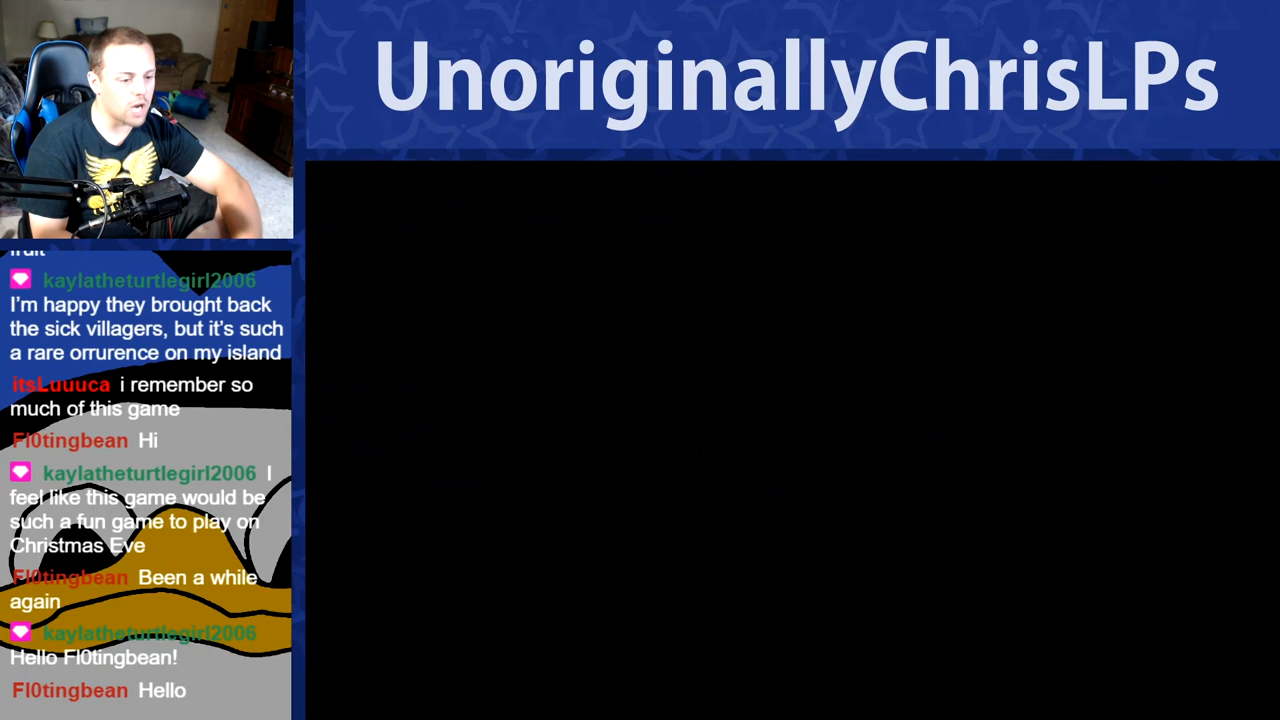 UnoriginallyChrisLPs
fruit
kaylatheturtlegirl2006
I'm happy they brought back
the sick villagers, but it's such
a rare orrurence on my island
itsLuuuca i remember so
much of this game
Fl0tingbean Hi
kaylatheturtlegirl2006 I
feel like this game would be
such a fun game to play on
Christmas Eve
Fl0tingbean Been a while
again
kaylatheturtlegirl2006
Hello Fl0tingbean!
Fl0tingbean Hello